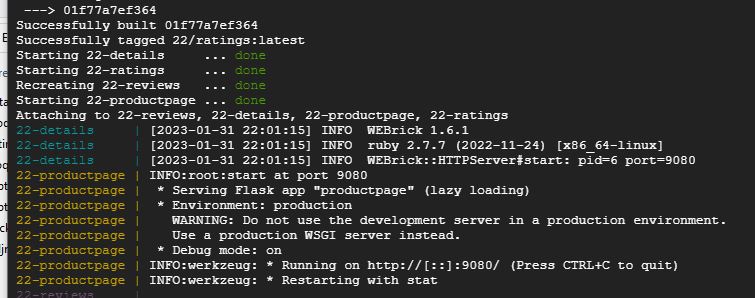 ---> 01f77a7ef364
Successfully built 01f77a7ef364
Successfully tagged 22/ratings:latest
Starting 22-details     ... done
Starting 22-ratings     ... done
Recreating 22-reviews   ... done
Starting 22-productpage ... done
Attaching to 22-reviews, 22-details, 22-productpage, 22-ratings
22-details     | [2023-01-31 22:01:15] INFO  WEBrick 1.6.1
22-details     | [2023-01-31 22:01:15] INFO  ruby 2.7.7 (2022-11-24) [x86_64-linux]
22-details     | [2023-01-31 22:01:15] INFO  WEBrick::HTTPServer#start: pid=6 port=9080
22-productpage | INFO:root:start at port 9080
22-productpage |  * Serving Flask app "productpage" (lazy loading)
22-productpage |  * Environment: production
22-productpage |    WARNING: Do not use the development server in a production environment.
22-productpage |    Use a production WSGI server instead.
22-productpage |  * Debug mode: on
22-productpage | INFO:werkzeug: * Running on http://[::]:9080/ (Press CTRL+C to quit)
22-productpage | INFO:werkzeug: * Restarting with stat
22-reviews     |